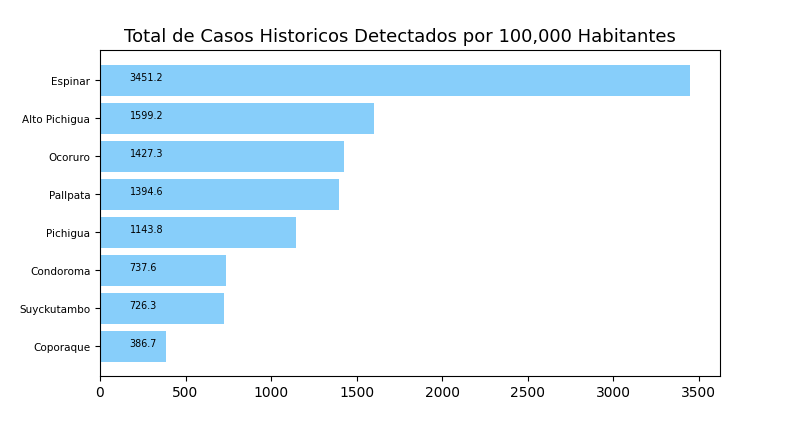 Total de Casos Historicos Detectados por 100,000 Habitantes
Espinar 3451.2
Alto Pichigua 1599.2
Ocoruro 1427.3
Pallpata 1394.6
Pichigua 1143.8
Condoroma 737.6
Suyckutambo 726.3
Coporaque 386.7
0 500 1000 1500 2000 2500 3000 3500